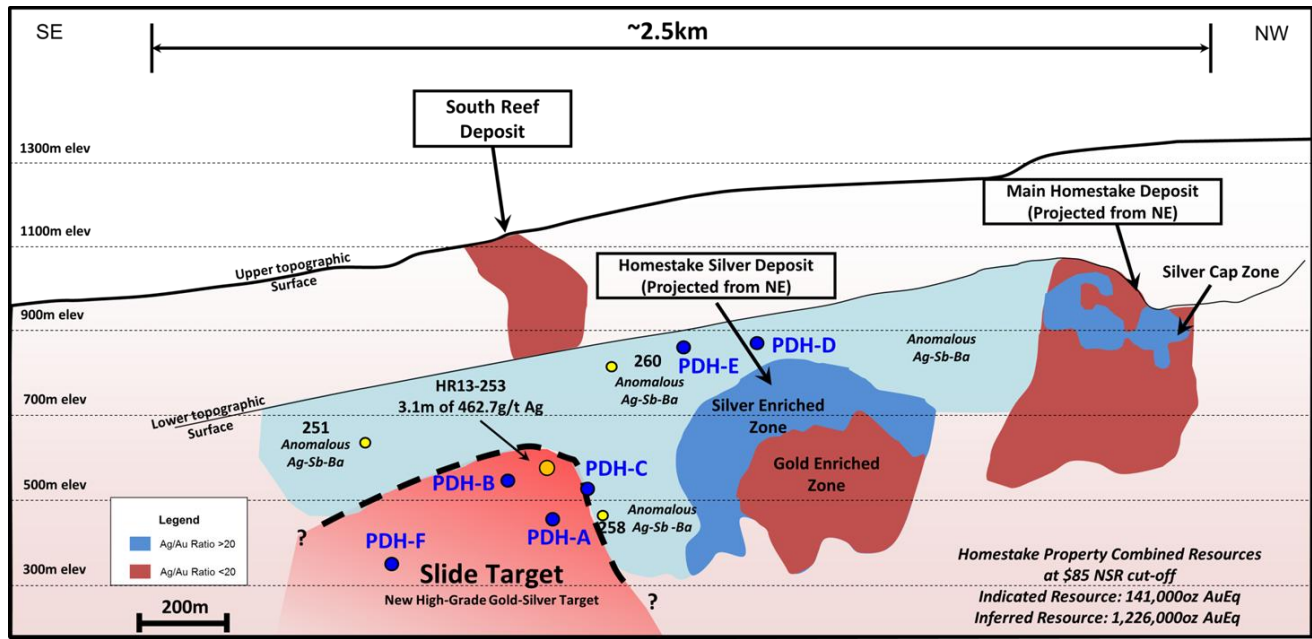 SE
~2.5km
NW
South Reef
Deposit
1300m elev
Main Homestake Deposit
(Projected from NE)
1100m elev
Upper topographic
Surface
Homestake Silver Deposit
(Projected from NE)
Silver Cap Zone
900m elev
PDH-D
PDH-E
Anomalous
Ag-Sb-Ba
260
Anomalous
Ag-Sb-Ba
HR13-253
3.1m of 462.7g/t Ag
700m elev
Lower topographic
Surface
Silver Enriched
Zone
251
Anomalous
Ag-Sb-Ba
Gold Enriched
Zone
PDH-B
PDH-C
500m elev
Anomalous
Ag-Sb -Ba
258
Legend
Ag/Au Ratio >20
Ag/Au Ratio <20
?
PDH-A
PDH-F
Slide Target
New High-Grade Gold-Silver Target
?
300m elev
200m
Homestake Property Combined Resources
at $85 NSR cut-off
Indicated Resource: 141,000oz AuEq
Inferred Resource: 1,226,000oz AuEq